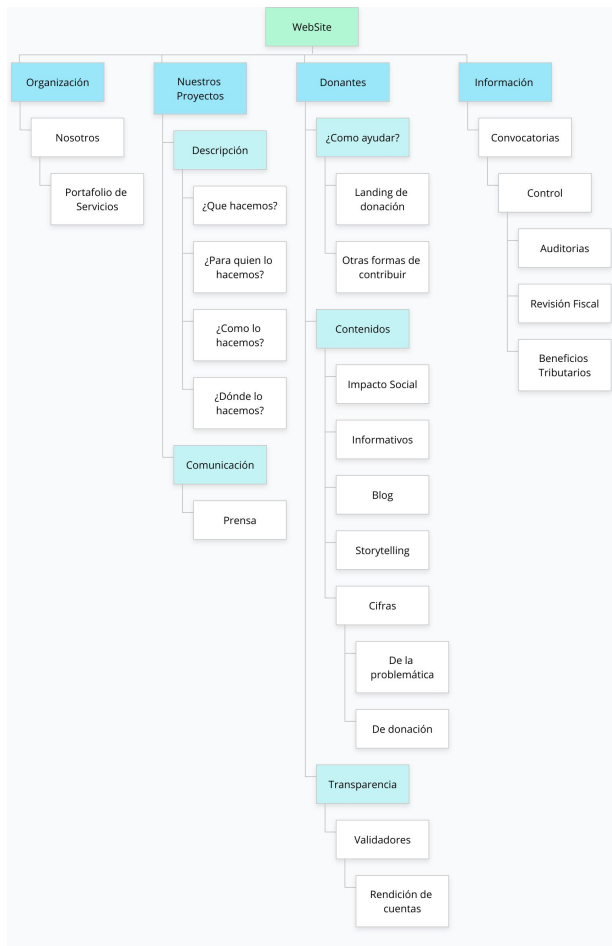 WebSite
Organización
Nosotros
Portafolio de
Servicios
Nuestros
Proyectos
Descripción
¿Que hacemos?
¿Para quien lo
hacemos?
¿Como lo
hacemos?
¿Dónde lo
hacemos?
Comunicación
Prensa
Donantes
¿Como ayudar?
Landing de
donación
Otras formas de
contribuir
Contenidos
Impacto Social
Informativos
Blog
Storytelling
Cifras
De la
problemática
De donación
Transparencia
Validadores
Rendición de
cuentas
Información
Convocatorias
Control
Auditorias
Revisión Fiscal
Beneficios
Tributarios